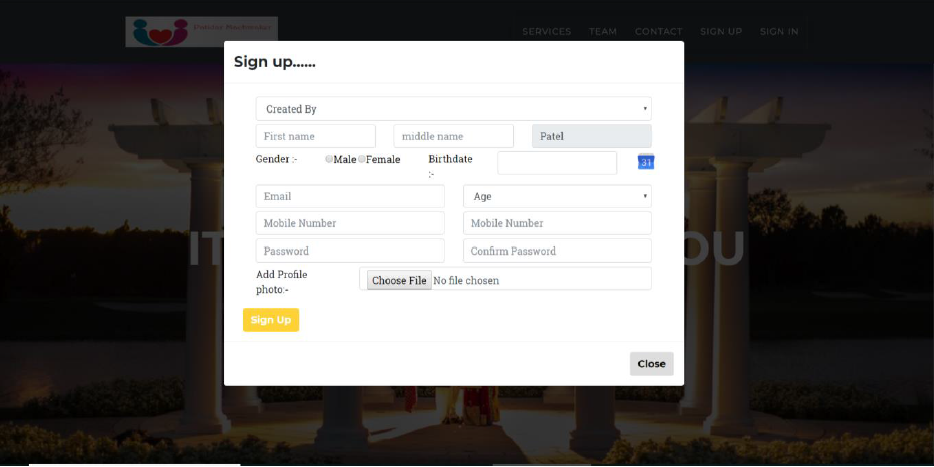 SERVICES TEAM CONTACT SIGN UP SIGN IN
Sign up......
Created By
First name middle name Patel
Gender :- Male Female Birthdate
:-
31
Email Age
Mobile Number Mobile Number
Password Confirm Password
Add Profile
photo:-
Choose File No file chosen
Sign Up
Close
IT OU